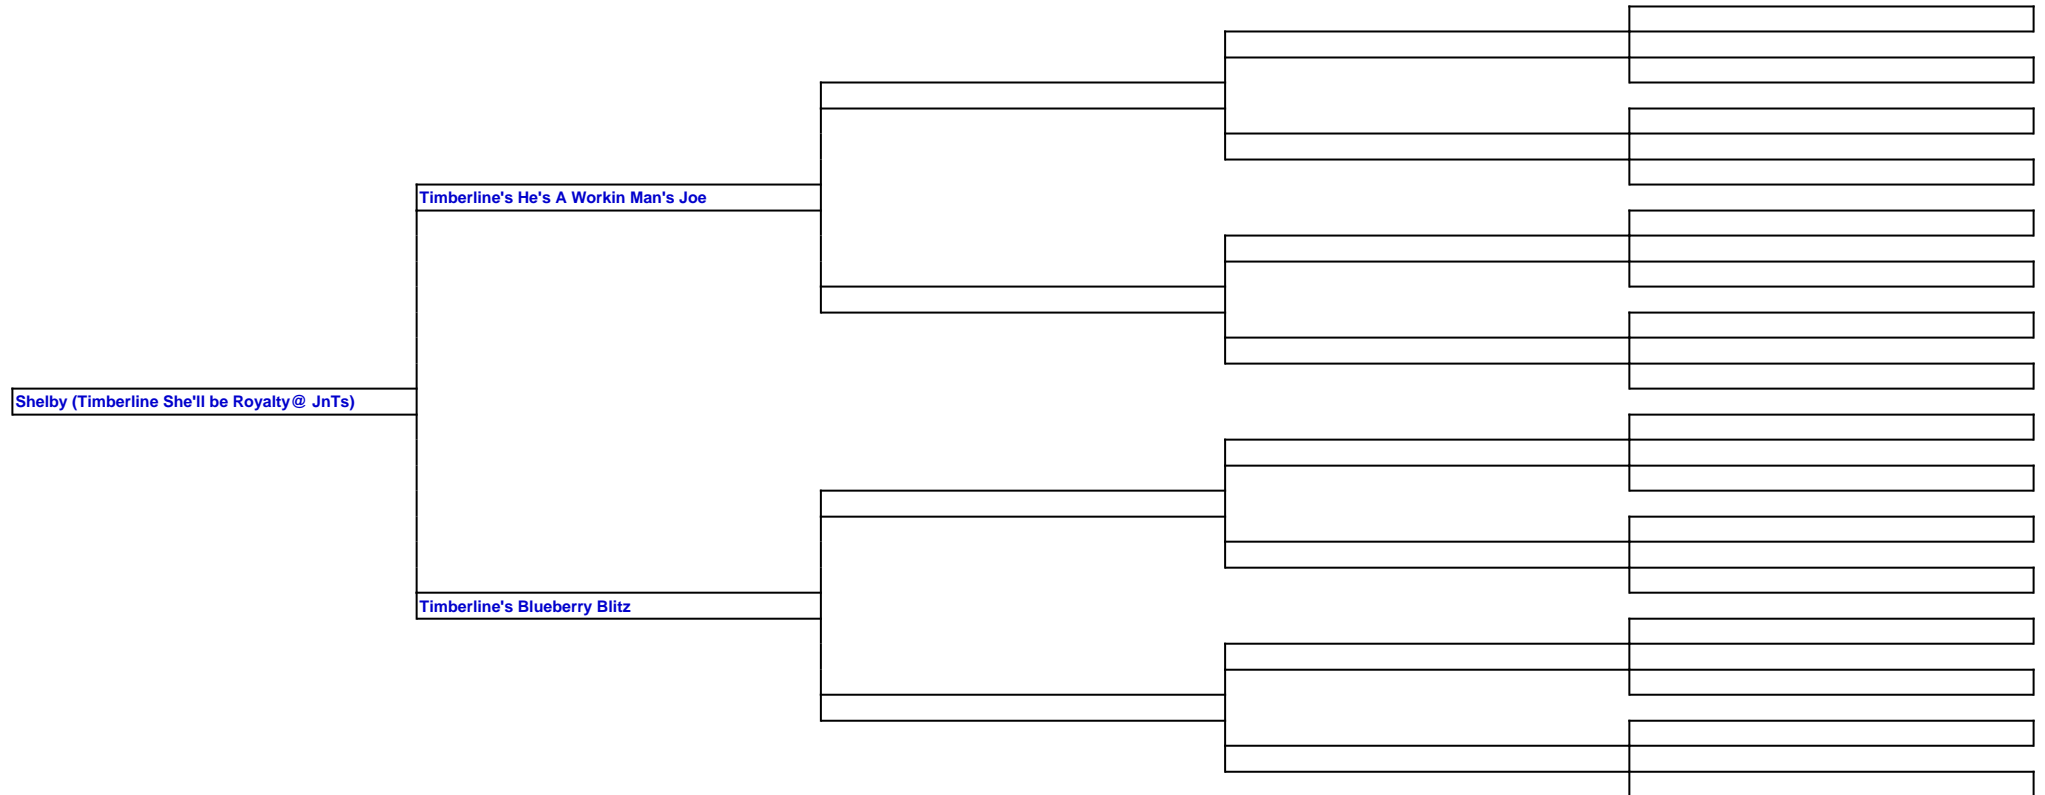 Timberline's He's A Workin Man's Joe
Shelby (Timberline She'll be Royalty@ JnTs)
Timberline's Blueberry Blitz